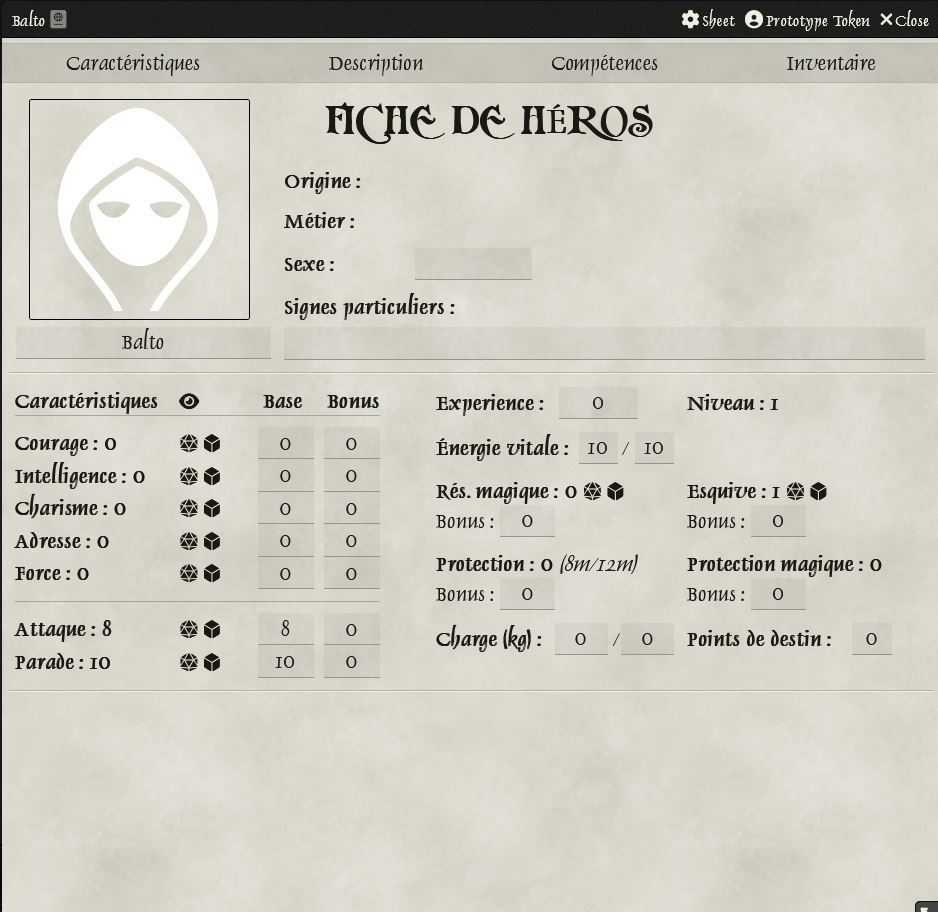 Balto Sheet Prototype Token Close
Caractéristiques Description Compétences Inventaire
FICHE DE HÉROS
Origine :
Métier :
Sexe :
Signes particuliers :
Balto
Caractéristiques Base Bonus
Courage : 0 0 0
Intelligence : 0 0 0
Charisme : 0 0 0
Adresse : 0 0 0
Force : 0 0 0
Attaque : 8 8 0
Parade : 10 10 0
Experience : 0 Niveau : 1
Énergie vitale : 10 / 10
Rés. magique : 0 Esquive : 1
Bonus : 0 Bonus : 0
Protection : 0 (8m/12m) Protection magique : 0
Bonus : 0 Bonus : 0
Charge (kg) : 0 / 0 Points de destin : 0